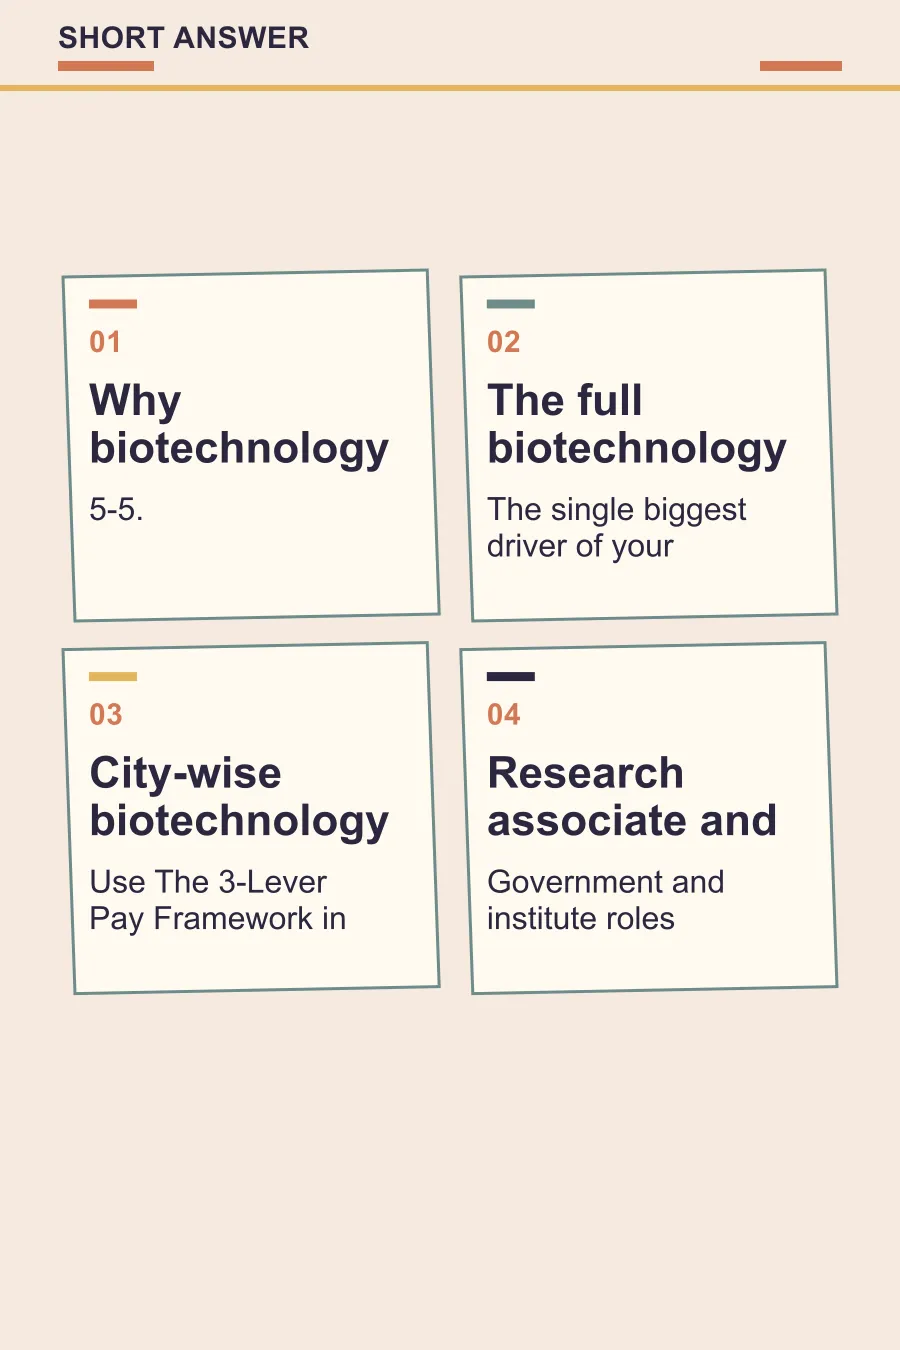 SHORT ANSWER
01
Why
biotechnology
5-5.
02
The full
biotechnology
The single biggest
driver of your
03
City-wise
biotechnology
Use The 3-Lever
Pay Framework in
04
Research
associate and
Government and
institute roles